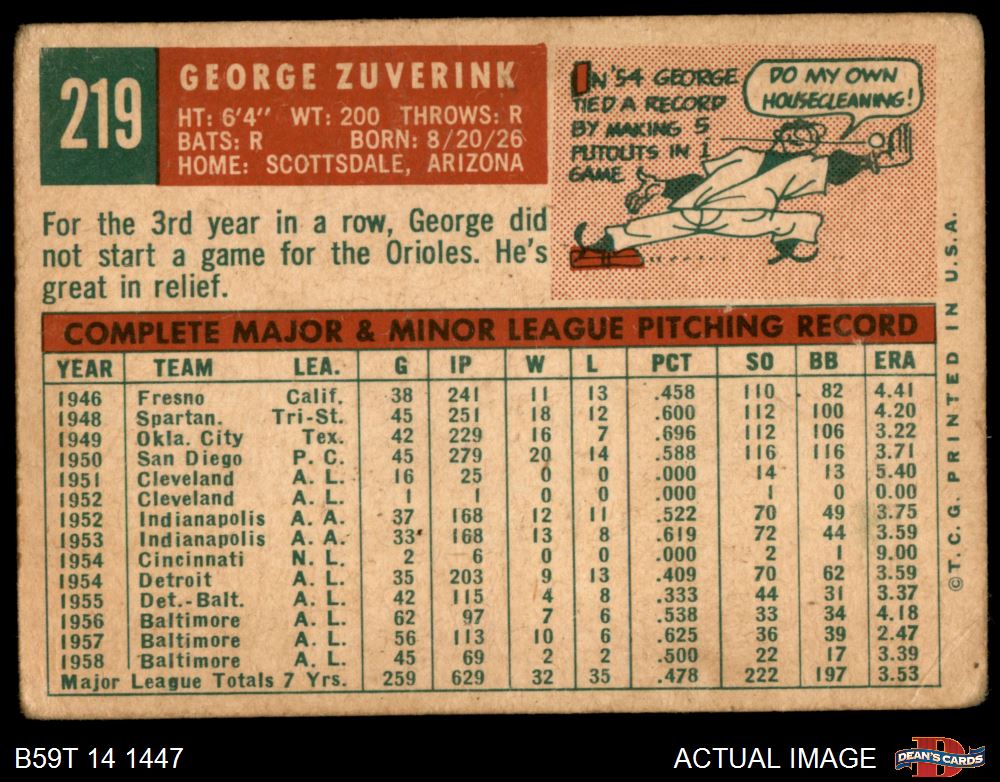 219
GEORGE ZUVERINK
HT: 6'4" WT: 200 THROWS: R
BATS: R BORN: 8/20/26
HOME: SCOTTSDALE, ARIZONA
IN '54 GEORGE
TIED A RECORD
BY MAKING 5
PUTOUTS IN 1
GAME
DO MY OWN
HOUSECLEANING!
For the 3rd year in a row, George did
not start a game for the Orioles. He's
great in relief.
COMPLETE MAJOR & MINOR LEAGUE PITCHING RECORD
YEAR TEAM LEA. G IP W L PCT SO BB ERA
1946 Fresno Calif. 38 241 11 13 .458 110 82 4.41
1948 Spartan. Tri-St. 45 251 18 12 .600 112 100 4.20
1949 Okla. City Tex. 42 229 16 7 .696 112 106 3.22
1950 San Diego P. C. 45 279 20 14 .588 116 116 3.71
1951 Cleveland A. L. 16 25 0 0 .000 14 13 5.40
1952 Cleveland A. L. 1 1 0 0 .000 1 0 0.00
1952 Indianapolis A. A. 37 168 12 11 .522 70 49 3.75
1953 Indianapolis A. A. 33 168 13 8 .619 72 44 3.59
1954 Cincinnati N. L. 2 6 0 0 .000 2 1 9.00
1954 Detroit A. L. 35 203 9 13 .409 70 62 3.59
1955 Det.-Balt. A. L. 42 115 4 8 .333 44 31 3.37
1956 Baltimore A. L. 62 97 7 6 .538 33 34 4.18
1957 Baltimore A. L. 56 113 10 6 .625 36 39 2.47
1958 Baltimore A. L. 45 69 2 2 .500 22 17 3.39
Major League Totals 7 Yrs. 259 629 32 35 .478 222 197 3.53
©T.C.G. PRINTED IN U.S.A.
B59T 14 1447
ACTUAL IMAGE
D
DEAN'S CARDS